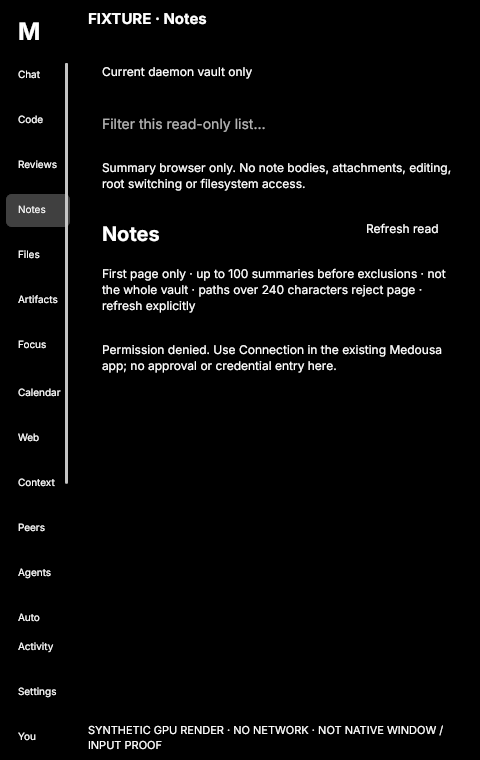 M
Chat
Code
Reviews
Notes
Files
Artifacts
Focus
Calendar
Web
Context
Peers
Agents
Auto
Activity
Settings
You
FIXTURE · Notes
Current daemon vault only
Filter this read-only list...
Summary browser only. No note bodies, attachments, editing,
root switching or filesystem access.
Notes
Refresh read
First page only · up to 100 summaries before exclusions · not
the whole vault · paths over 240 characters reject page ·
refresh explicitly
Permission denied. Use Connection in the existing Medousa
app; no approval or credential entry here.
SYNTHETIC GPU RENDER · NO NETWORK · NOT NATIVE WINDOW /
INPUT PROOF